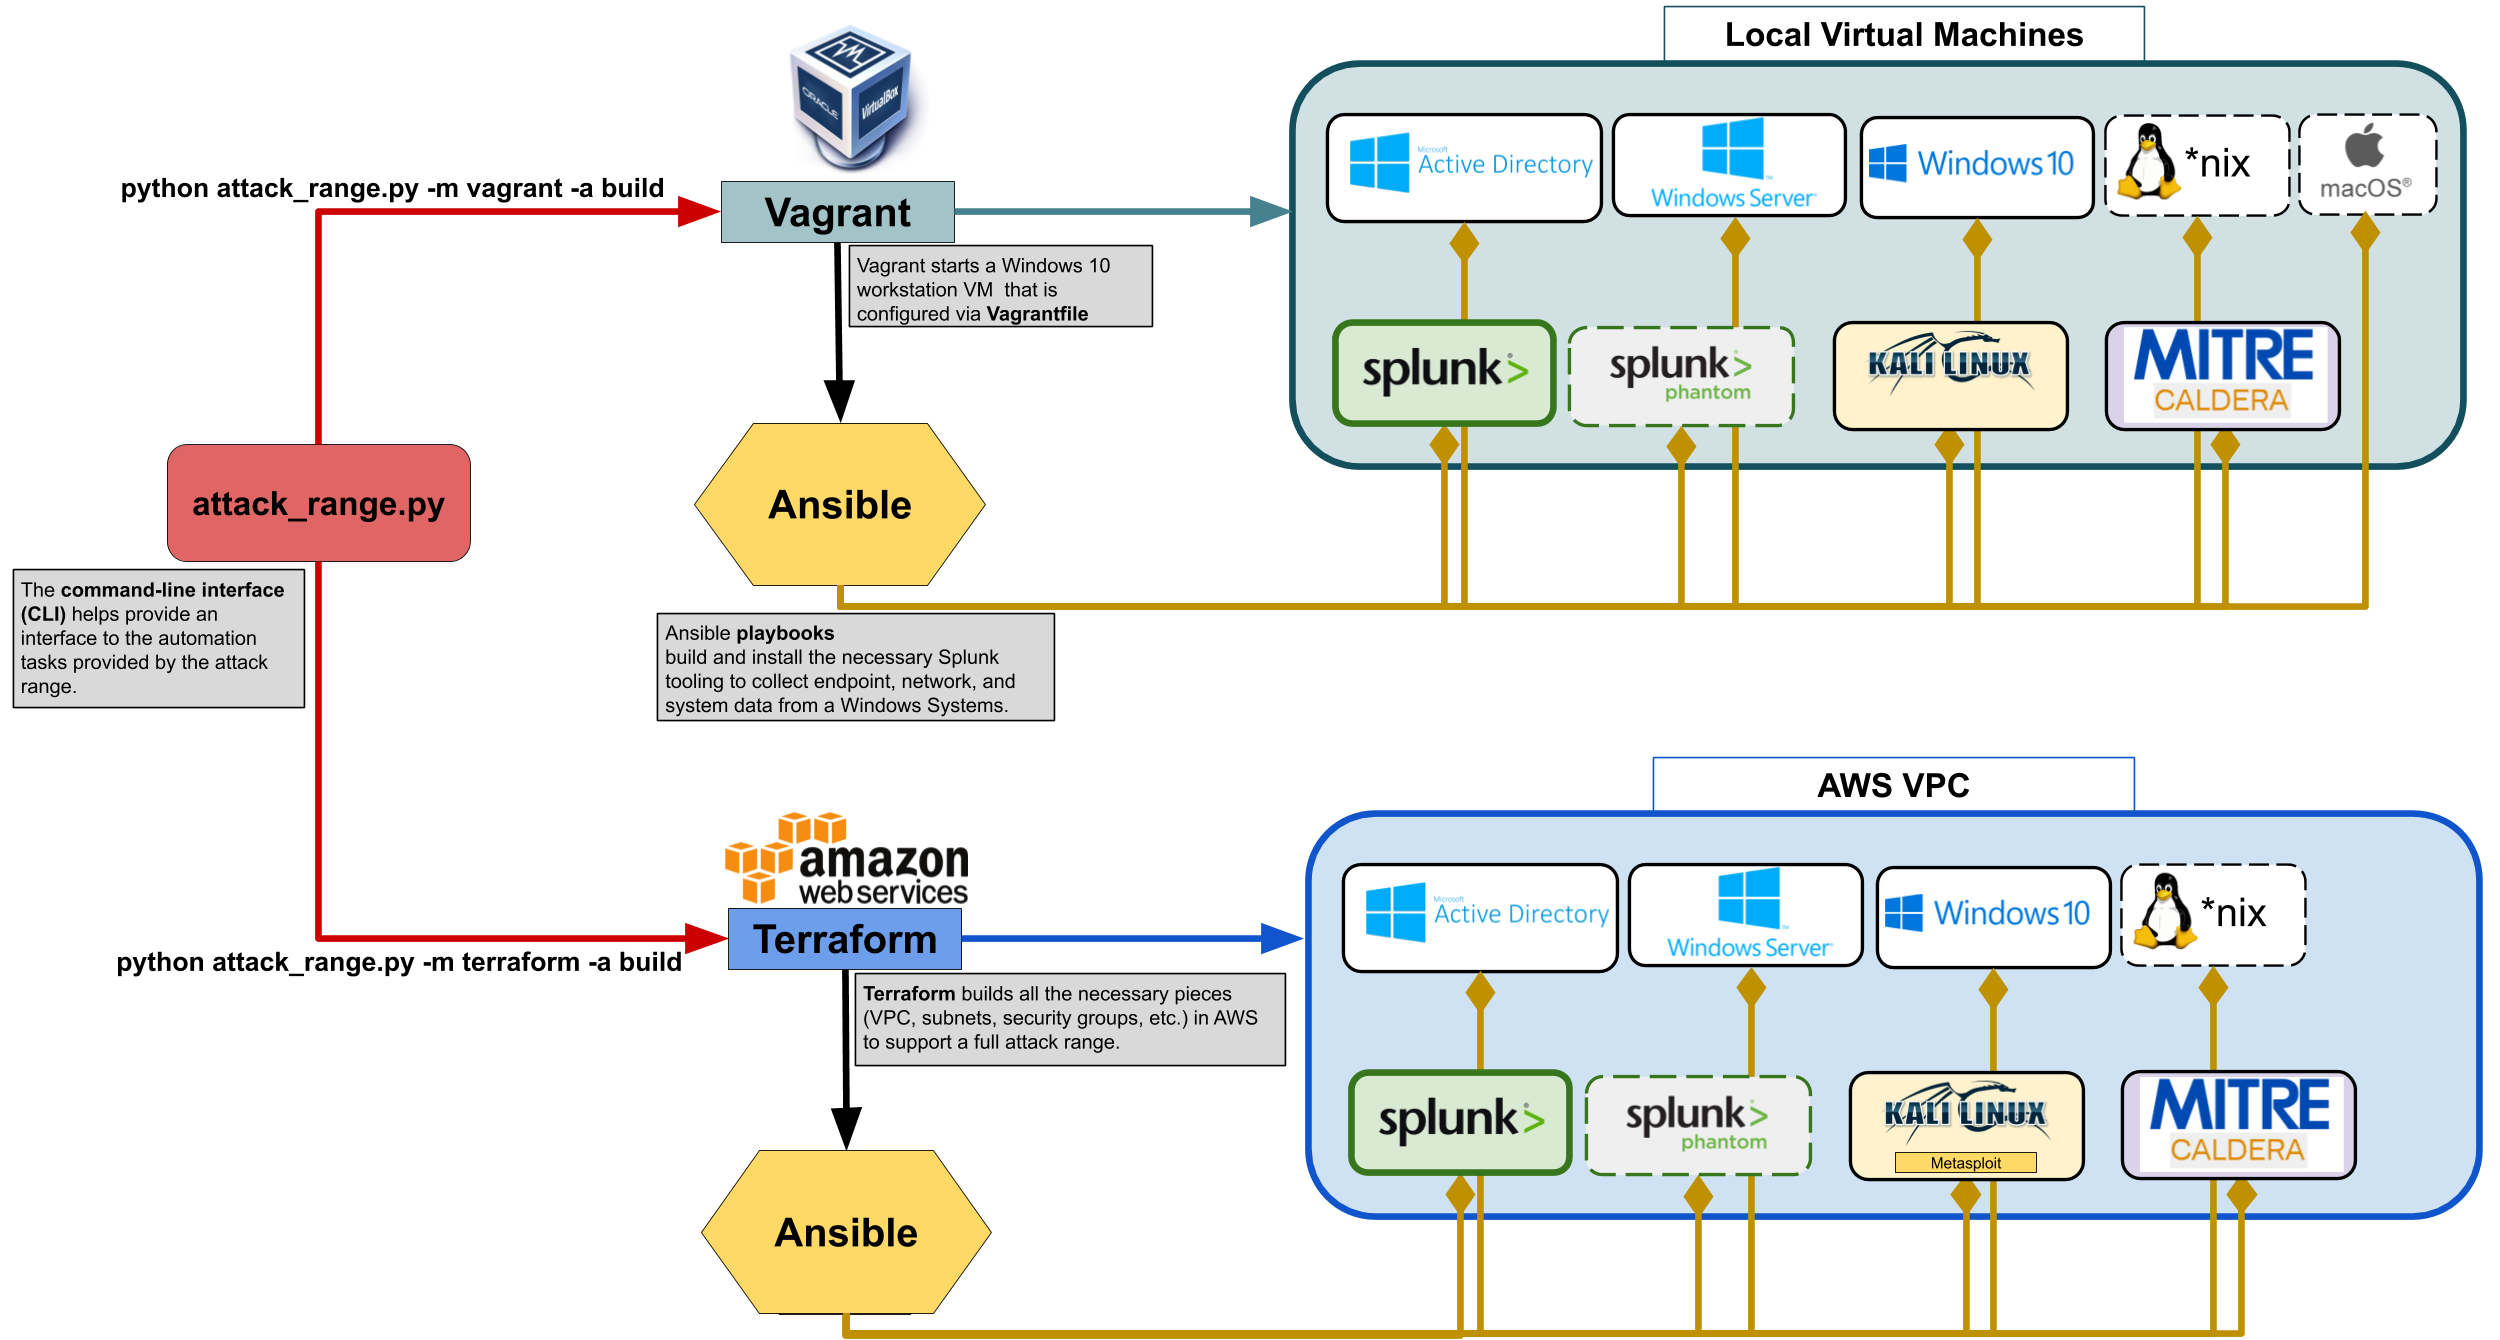 Local Virtual Machines
ORACLE
VirtualBox
python attack_range.py -m vagrant -a build
Vagrant
Vagrant starts a Windows 10
workstation VM that is
configured via Vagrantfile
Microsoft
Active Directory
Windows Server
Windows 10
*nix
macOS®
splunk>
splunk>
phantom
KALI LINUX
MITRE
CALDERA
attack_range.py
The command-line interface
(CLI) helps provide an
interface to the automation
tasks provided by the attack
range.
Ansible
Ansible playbooks
build and install the necessary Splunk
tooling to collect endpoint, network, and
system data from a Windows Systems.
AWS VPC
amazon
web services
Terraform
python attack_range.py -m terraform -a build
Terraform builds all the necessary pieces
(VPC, subnets, security groups, etc.) in AWS
to support a full attack range.
Microsoft
Active Directory
Windows Server
Windows 10
*nix
splunk>
splunk>
phantom
KALI LINUX
Metasploit
MITRE
CALDERA
Ansible